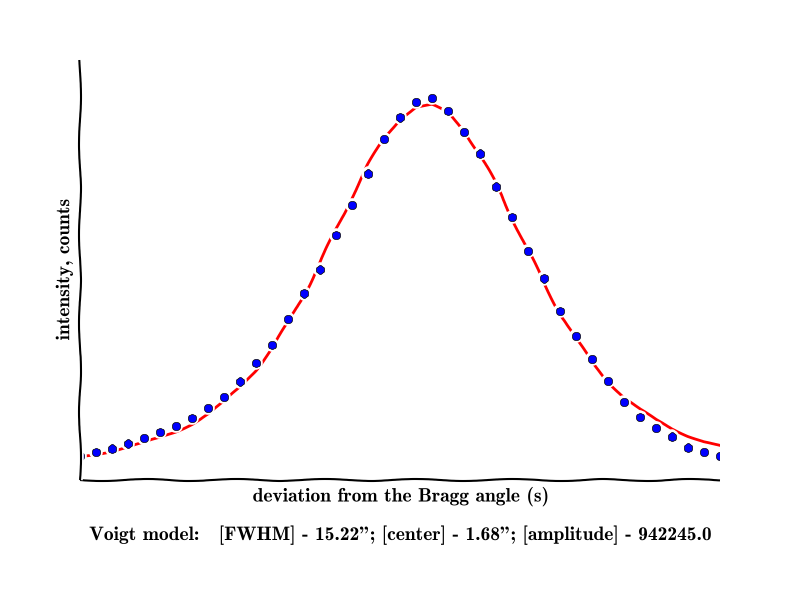 intensity, counts
deviation from the Bragg angle (s)
Voigt model: [FWHM] - 15.22”; [center] - 1.68”; [amplitude] - 942245.0